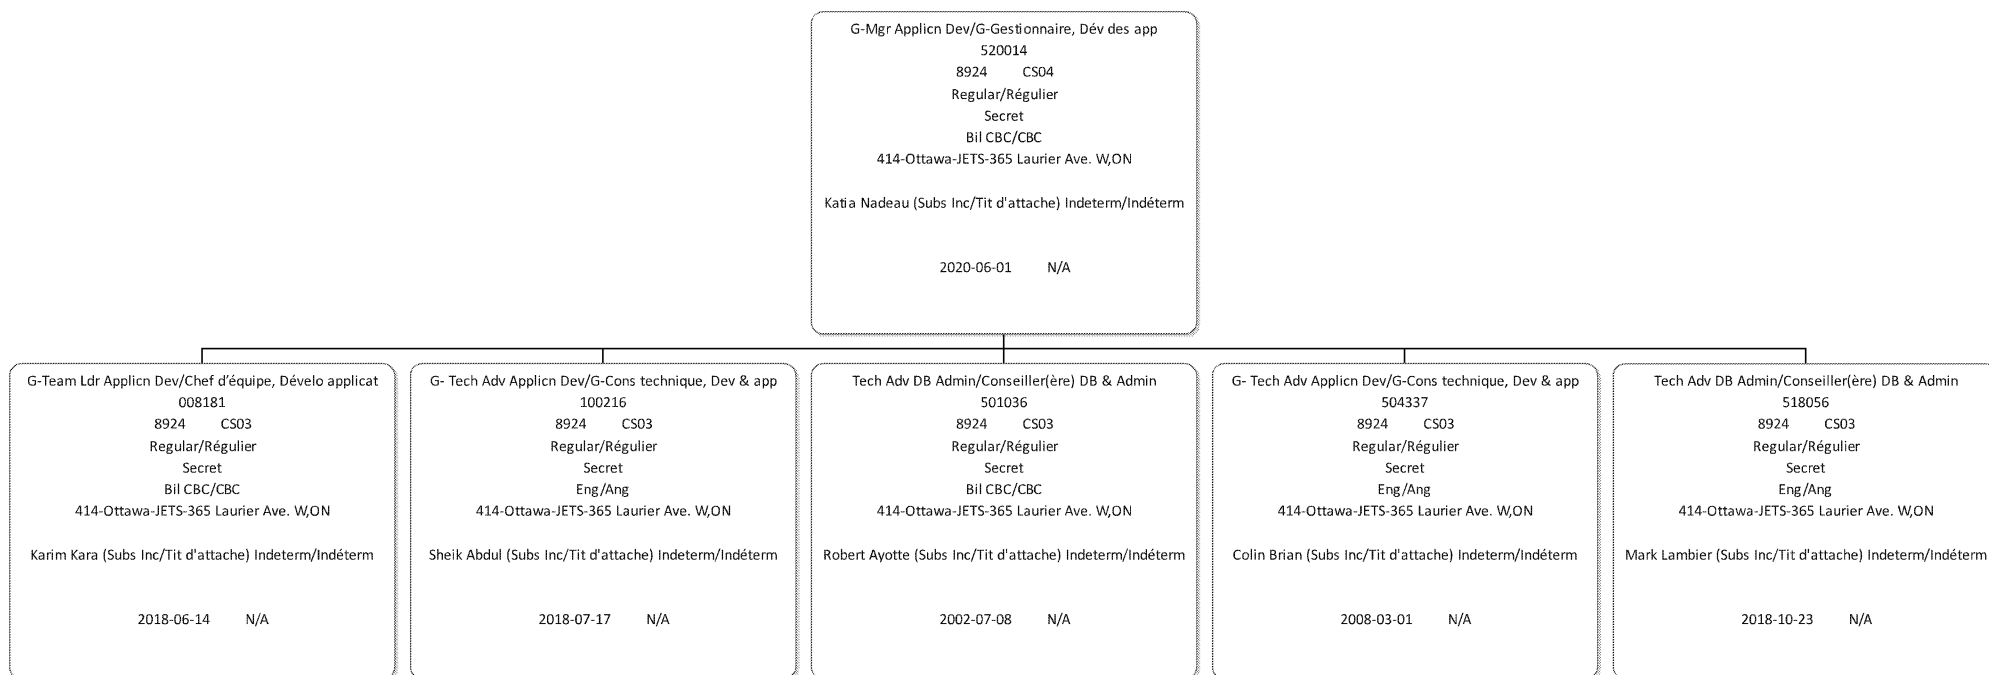 G-Mgr Applicn Dev/G-Gestionnaire, Dév des app
520014
8924 CS04
Regular/Régulier
Secret
Bil CBC/CBC
414-Ottawa-JETS-365 Laurier Ave. W,ON
Katia Nadeau (Subs Inc/Tit d'attache) Indeterm/Indéterm
2020-06-01 N/A
G-Team Ldr Applicn Dev/Chef d'équipe, Dévelo applicat
008181
8924 CS03
Regular/Régulier
Secret
Bil CBC/CBC
414-Ottawa-JETS-365 Laurier Ave. W,ON
Karim Kara (Subs Inc/Tit d'attache) Indeterm/Indéterm
2018-06-14 N/A
G- Tech Adv Applicn Dev/G-Cons technique, Dev & app
100216
8924 CS03
Regular/Régulier
Secret
Eng/Ang
414-Ottawa-JETS-365 Laurier Ave. W,ON
Sheik Abdul (Subs Inc/Tit d'attache) Indeterm/Indéterm
2018-07-17 N/A
Tech Adv DB Admin/Conseiller(ère) DB & Admin
501036
8924 CS03
Regular/Régulier
Secret
Bil CBC/CBC
414-Ottawa-JETS-365 Laurier Ave. W,ON
Robert Ayotte (Subs Inc/Tit d'attache) Indeterm/Indéterm
2002-07-08 N/A
G- Tech Adv Applicn Dev/G-Cons technique, Dev & app
504337
8924 CS03
Regular/Régulier
Secret
Eng/Ang
414-Ottawa-JETS-365 Laurier Ave. W,ON
Colin Brian (Subs Inc/Tit d'attache) Indeterm/Indéterm
2008-03-01 N/A
Tech Adv DB Admin/Conseiller(ère) DB & Admin
518056
8924 CS03
Regular/Régulier
Secret
Eng/Ang
414-Ottawa-JETS-365 Laurier Ave. W,ON
Mark Lambier (Subs Inc/Tit d'attache) Indeterm/Indéterm
2018-10-23 N/A